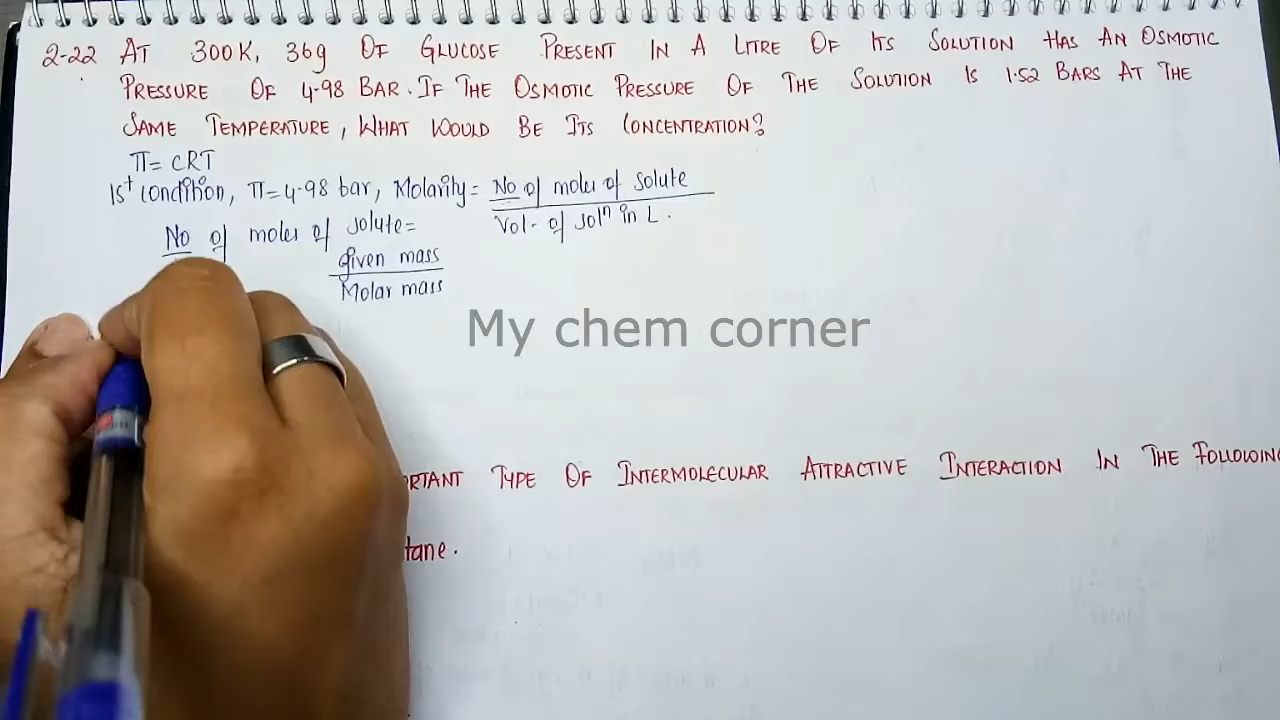 2-22 AT 300K, 36g OF GLUCOSE PRESENT IN A LITRE OF ITS SOLUTION HAS AN OSMOTIC
PRESSURE OF 4.98 BAR. IF THE OSMOTIC PRESSURE OF THE SOLUTION IS 1.52 BARS AT THE
SAME TEMPERATURE, WHAT WOULD BE ITS CONCENTRATION?
π = CRT
Ist condition, π = 4.98 bar, Molarity = No of moles of solute
Vol. of solⁿ in L.
No of moles of solute =
given mass
Molar mass
My chem corner
RTANT TYPE OF INTERMOLECULAR ATTRACTIVE INTERACTION IN THE FOLLOWING
tane.